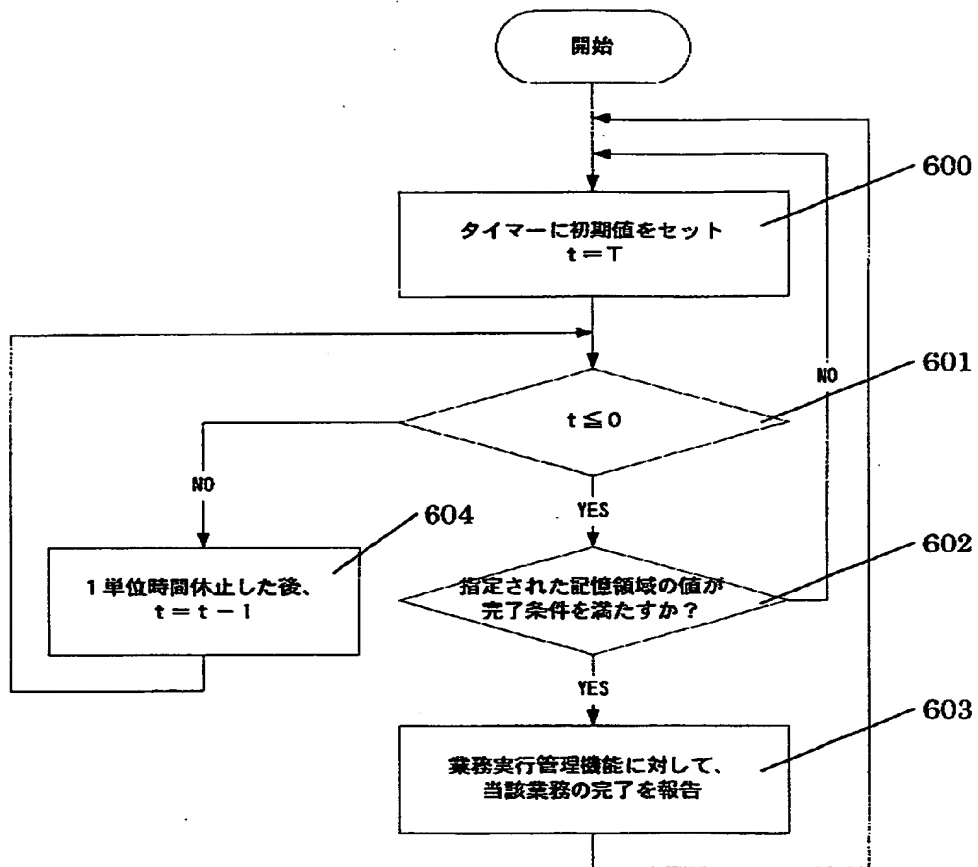 開始
600
タイマーに初期値をセット
t=T
601
NO
t≦0
NO
YES
604
602
1単位時間休止した後、
t=t-1
指定された記憶領域の値が
完了条件を満たすか?
YES
603
業務実行管理機能に対して、
当該業務の完了を報告